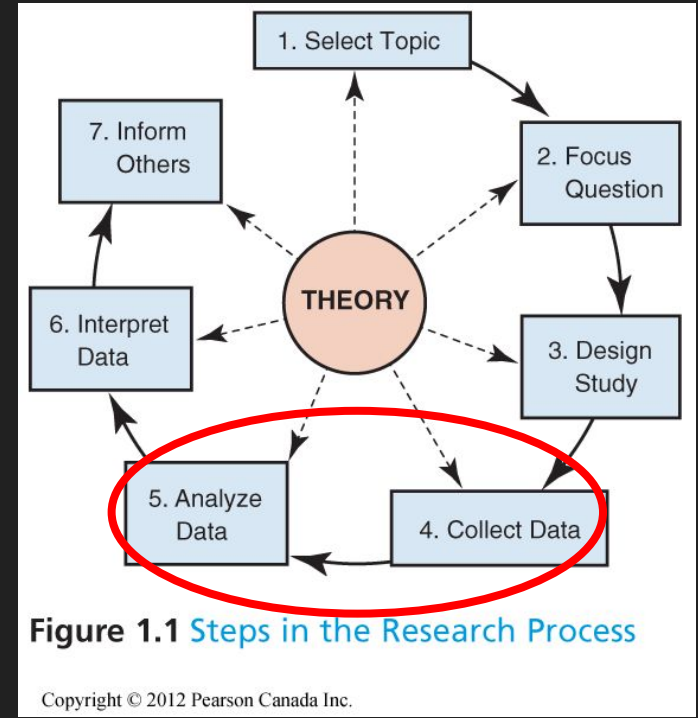 1. Select Topic
2. Focus
Question
3. Design
Study
4. Collect Data
5. Analyze
Data
6. Interpret
Data
7. Inform
Others
THEORY
Figure 1.1 Steps in the Research Process
Copyright © 2012 Pearson Canada Inc.